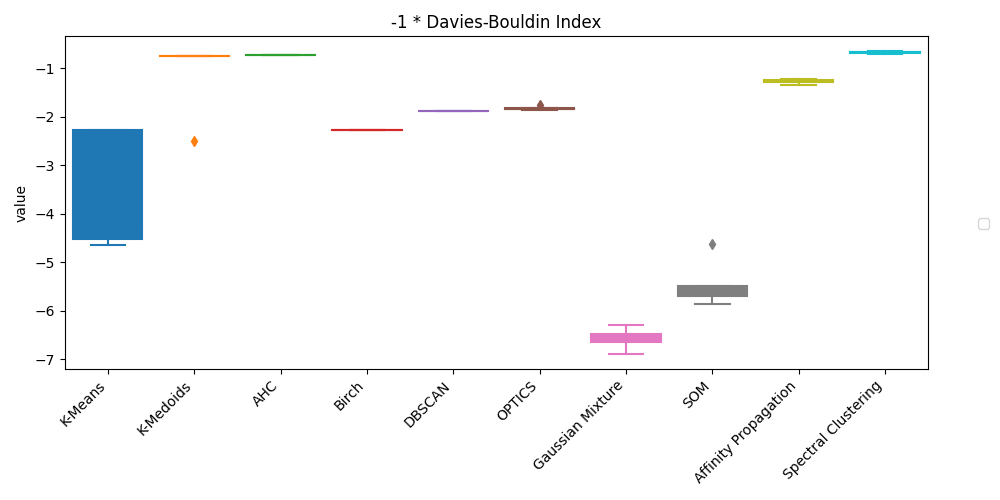 -1 * Davies-Bouldin Index
value
−1
−2
−3
−4
−5
−6
−7
K-Means
K-Medoids
AHC
Birch
DBSCAN
OPTICS
Gaussian Mixture
SOM
Affinity Propagation
Spectral Clustering